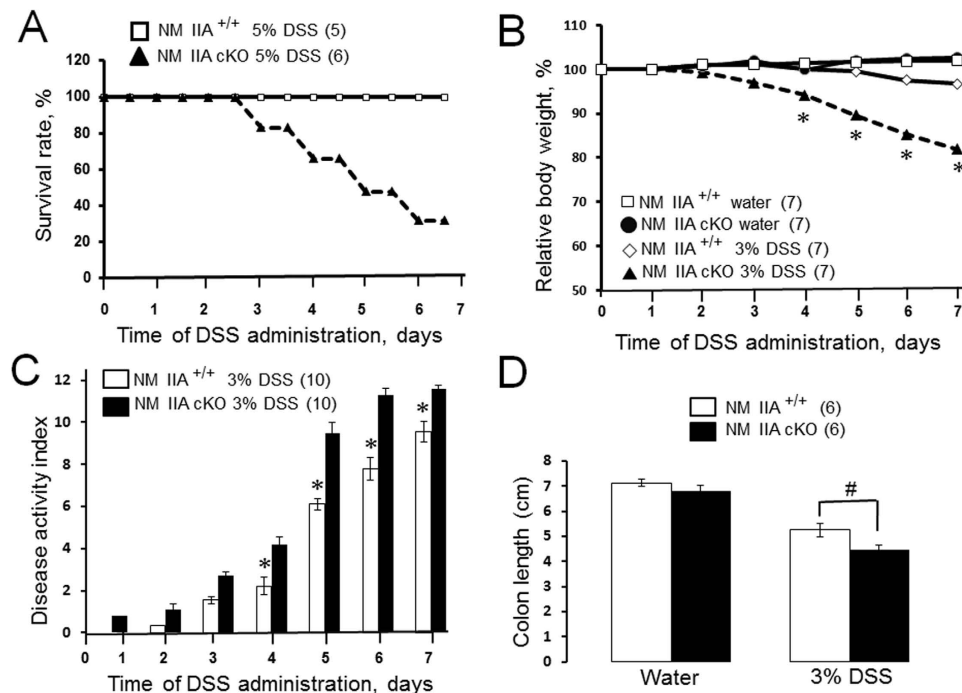 A
NM IIA +/+ 5% DSS (5)
NM IIA cKO 5% DSS (6)
Survival rate, %
120
100
80
60
40
20
0
0 1 2 3 4 5 6 7
Time of DSS administration, days
B
Relative body weight, %
100
90
80
70
60
50
* * * *
NM IIA +/+ water (7)
NM IIA cKO water (7)
NM IIA +/+ 3% DSS (7)
NM IIA cKO 3% DSS (7)
0 1 2 3 4 5 6 7
Time of DSS administration, days
C
NM IIA +/+ 3% DSS (10)
NM IIA cKO 3% DSS (10)
Disease activity index
12
10
8
6
4
2
0
* * * *
0 1 2 3 4 5 6 7
Time of DSS administration, days
D
NM IIA +/+ (6)
NM IIA cKO (6)
Colon length (cm)
8
7
6
5
4
3
2
1
0
#
Water 3% DSS